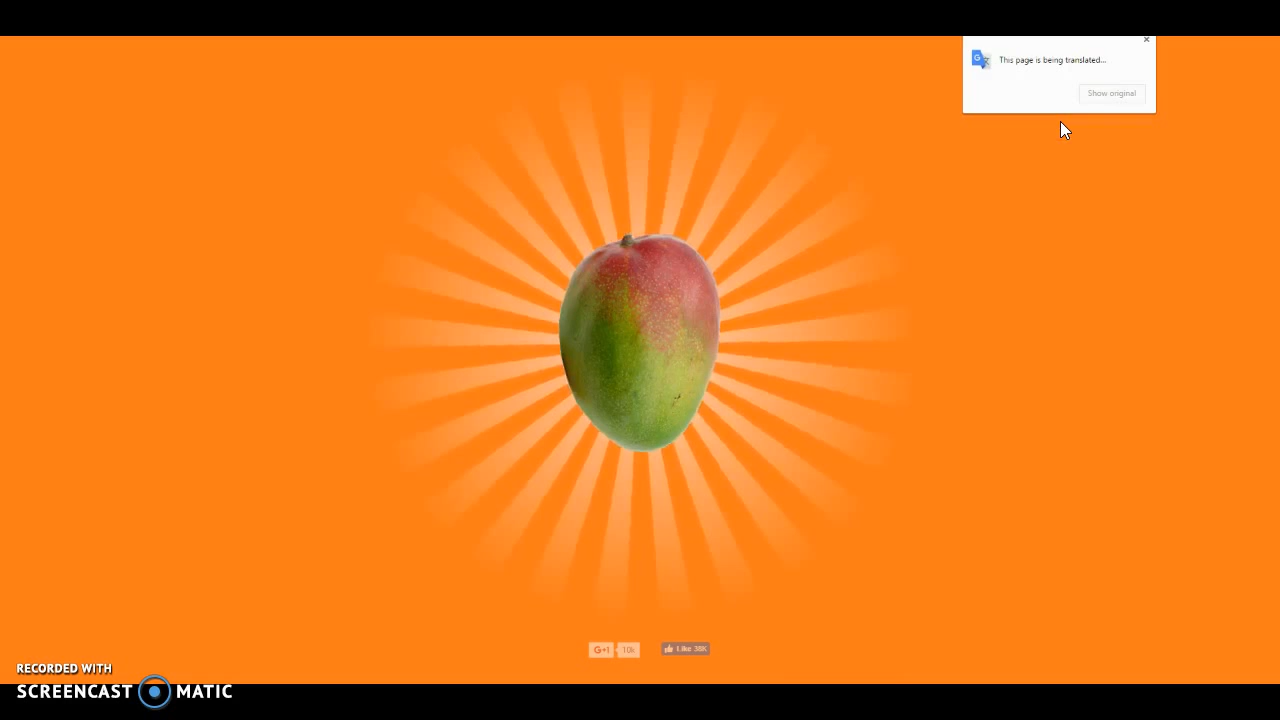 This page is being translated...
Show original
G+1 10k
Like 38K
RECORDED WITH
SCREENCAST MATIC